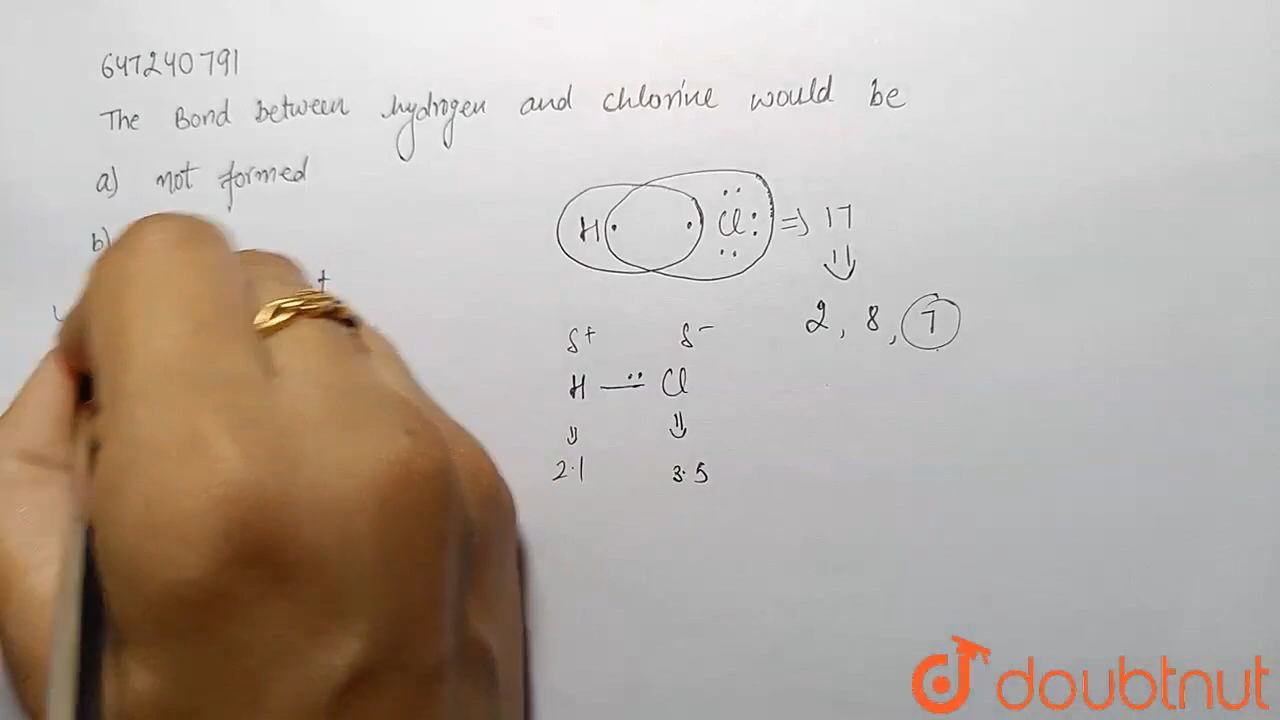 647240791
The Bond between hydrogen and chlorine would be
a) not formed
b)
H Cl ⇒ 17
2, 8, 7
δ+ δ-
H — Cl
2.1 3.5
doubtnut